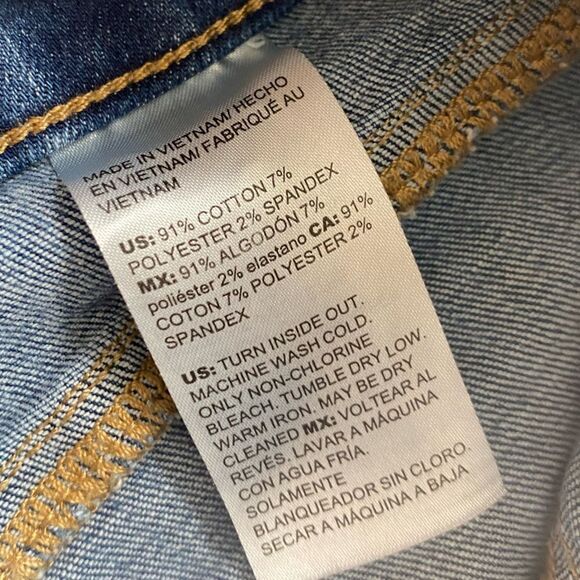 MADE IN VIETNAM/ HECHO
EN VIETNAM/ FABRIQUÉ AU
VIETNAM
US: 91% COTTON 7%
POLYESTER 2% SPANDEX
MX: 91% ALGODÓN 7%
poliéster 2% elastano CA: 91%
COTON 7% POLYESTER 2%
SPANDEX
US: TURN INSIDE OUT.
MACHINE WASH COLD.
ONLY NON-CHLORINE
BLEACH. TUMBLE DRY LOW.
WARM IRON. MAY BE DRY
CLEANED MX: VOLTEAR AL
REVÉS. LAVAR A MÁQUINA
CON AGUA FRÍA.
SOLAMENTE
BLANQUEADOR SIN CLORO.
SECAR A MÁQUINA A BAJA